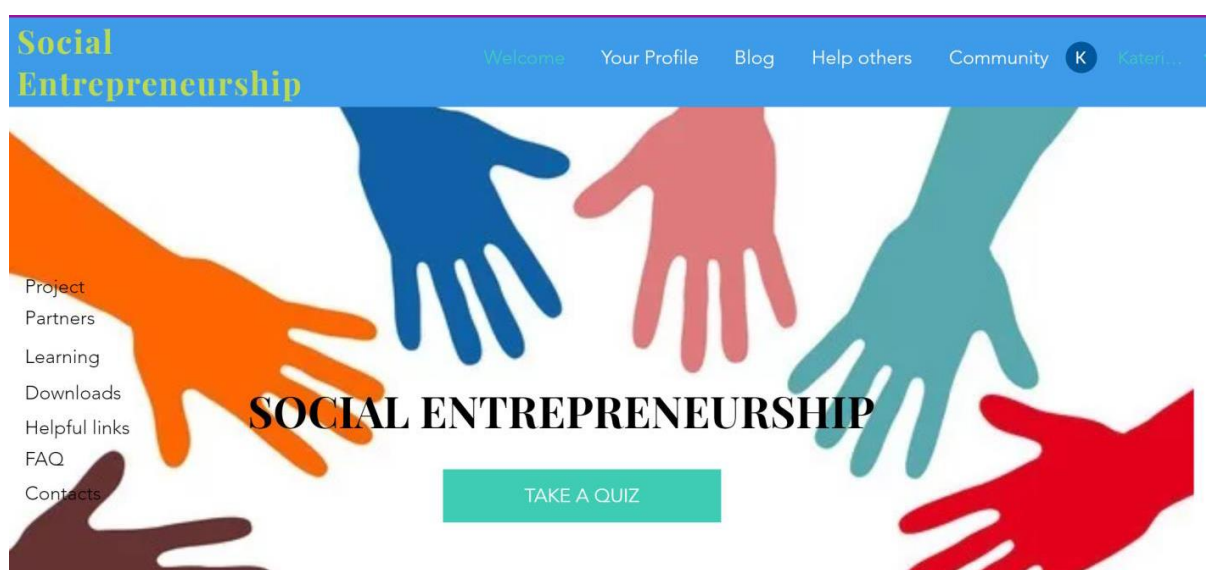 Social
Entrepreneurship
Welcome Your Profile Blog Help others Community K Kateri...
Project
Partners
Learning
Downloads
Helpful links
FAQ
Contacts
SOCIAL ENTREPRENEURSHIP
TAKE A QUIZ